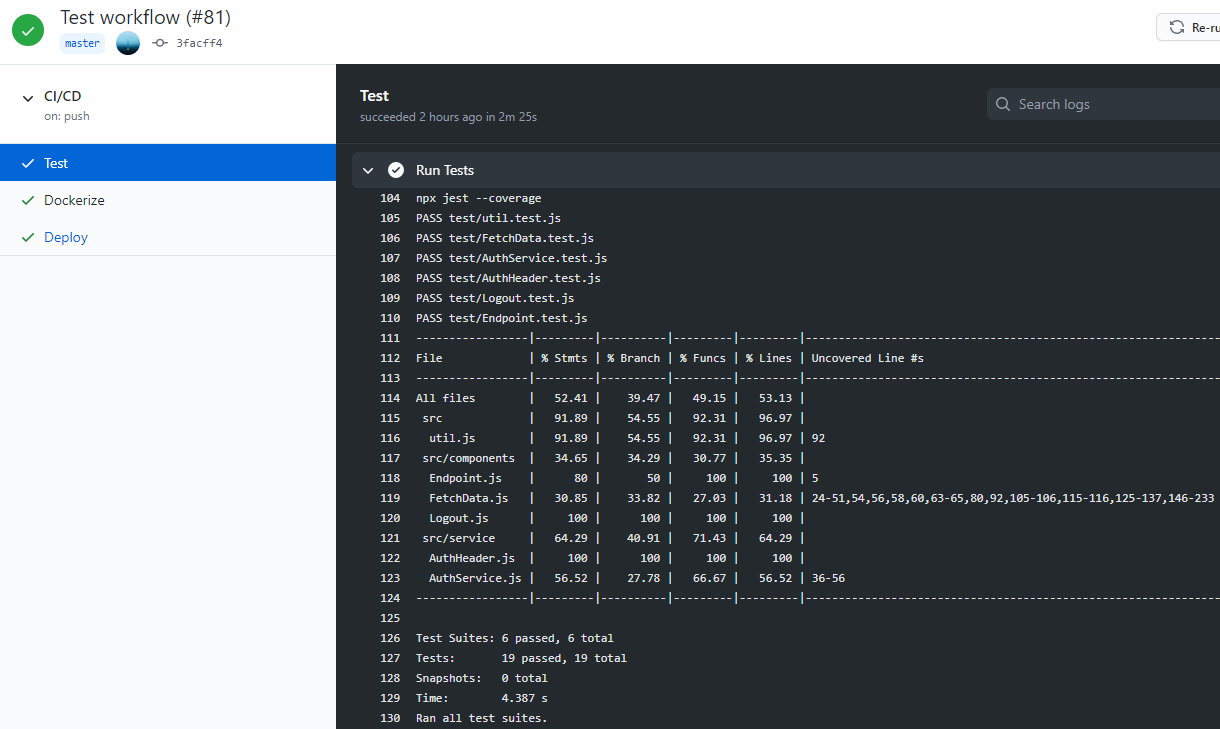 Test workflow (#81)
master 3facff4
Re-ru
CI/CD
on: push
Test
Dockerize
Deploy
Test
succeeded 2 hours ago in 2m 25s
Search logs
Run Tests
104 npx jest --coverage
105 PASS test/util.test.js
106 PASS test/FetchData.test.js
107 PASS test/AuthService.test.js
108 PASS test/AuthHeader.test.js
109 PASS test/Logout.test.js
110 PASS test/Endpoint.test.js
111 -----------------|---------|----------|---------|---------|---------------------------------------------------------------
112 File             | % Stmts | % Branch | % Funcs | % Lines | Uncovered Line #s
113 -----------------|---------|----------|---------|---------|---------------------------------------------------------------
114 All files        |   52.41 |    39.47 |   49.15 |   53.13 |
115  src             |   91.89 |    54.55 |   92.31 |   96.97 |
116   util.js        |   91.89 |    54.55 |   92.31 |   96.97 | 92
117  src/components  |   34.65 |    34.29 |   30.77 |   35.35 |
118   Endpoint.js    |      80 |       50 |     100 |     100 | 5
119   FetchData.js   |   30.85 |    33.82 |   27.03 |   31.18 | 24-51,54,56,58,60,63-65,80,92,105-106,115-116,125-137,146-233
120   Logout.js      |     100 |      100 |     100 |     100 |
121  src/service     |   64.29 |    40.91 |   71.43 |   64.29 |
122   AuthHeader.js  |     100 |      100 |     100 |     100 |
123   AuthService.js |   56.52 |    27.78 |   66.67 |   56.52 | 36-56
124 -----------------|---------|----------|---------|---------|---------------------------------------------------------------
125
126 Test Suites: 6 passed, 6 total
127 Tests:       19 passed, 19 total
128 Snapshots:   0 total
129 Time:        4.387 s
130 Ran all test suites.